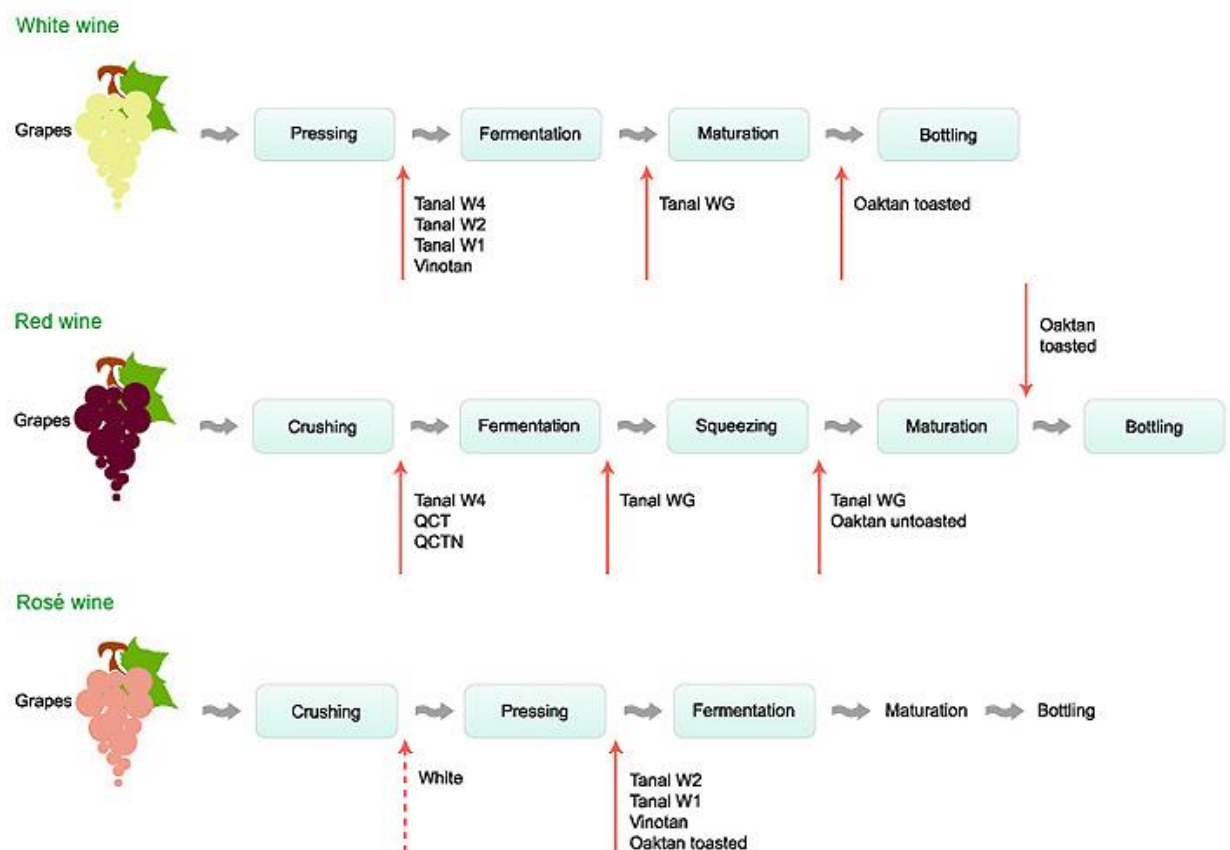 White wine
Grapes
Pressing
Fermentation
Maturation
Bottling
Tanal W4
Tanal W2
Tanal W1
Vinotan
Tanal WG
Oaktan toasted
Red wine
Oaktan
toasted
Grapes
Crushing
Fermentation
Squeezing
Maturation
Bottling
Tanal W4
QCT
QCTN
Tanal WG
Tanal WG
Oaktan untoasted
Rosé wine
Grapes
Crushing
Pressing
Fermentation
Maturation
Bottling
White
Tanal W2
Tanal W1
Vinotan
Oaktan toasted